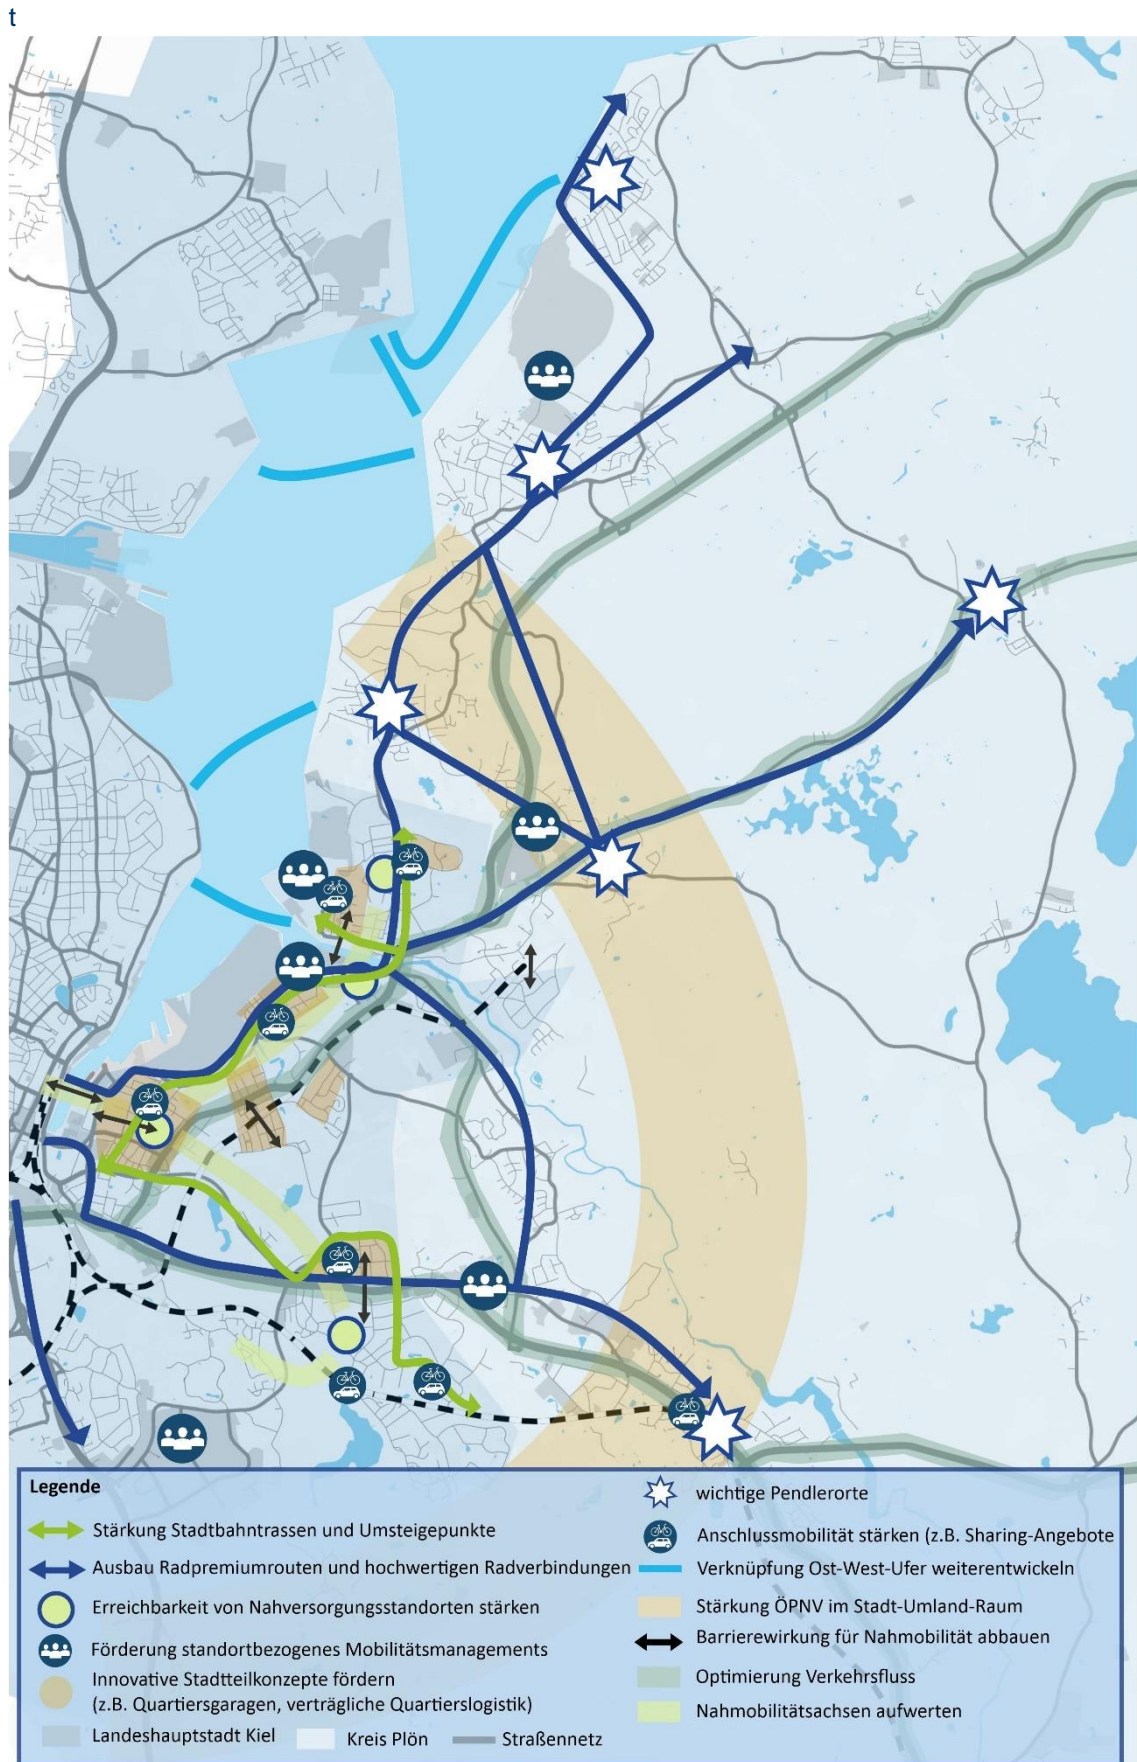 t
Legende
Stärkung Stadtbahntrassen und Umsteigepunkte
Ausbau Radpremiumrouten und hochwertigen Radverbindungen
Erreichbarkeit von Nahversorgungsstandorten stärken
Förderung standortbezogenes Mobilitätsmanagements
Innovative Stadtteilkonzepte fördern
(z.B. Quartiersgaragen, verträgliche Quartierslogistik)
Landeshauptstadt Kiel
Kreis Plön
Straßennetz
wichtige Pendlerorte
Anschlussmobilität stärken (z.B. Sharing-Angebote
Verknüpfung Ost-West-Ufer weiterentwickeln
Stärkung ÖPNV im Stadt-Umland-Raum
Barrierewirkung für Nahmobilität abbauen
Optimierung Verkehrsfluss
Nahmobilitätsachsen aufwerten